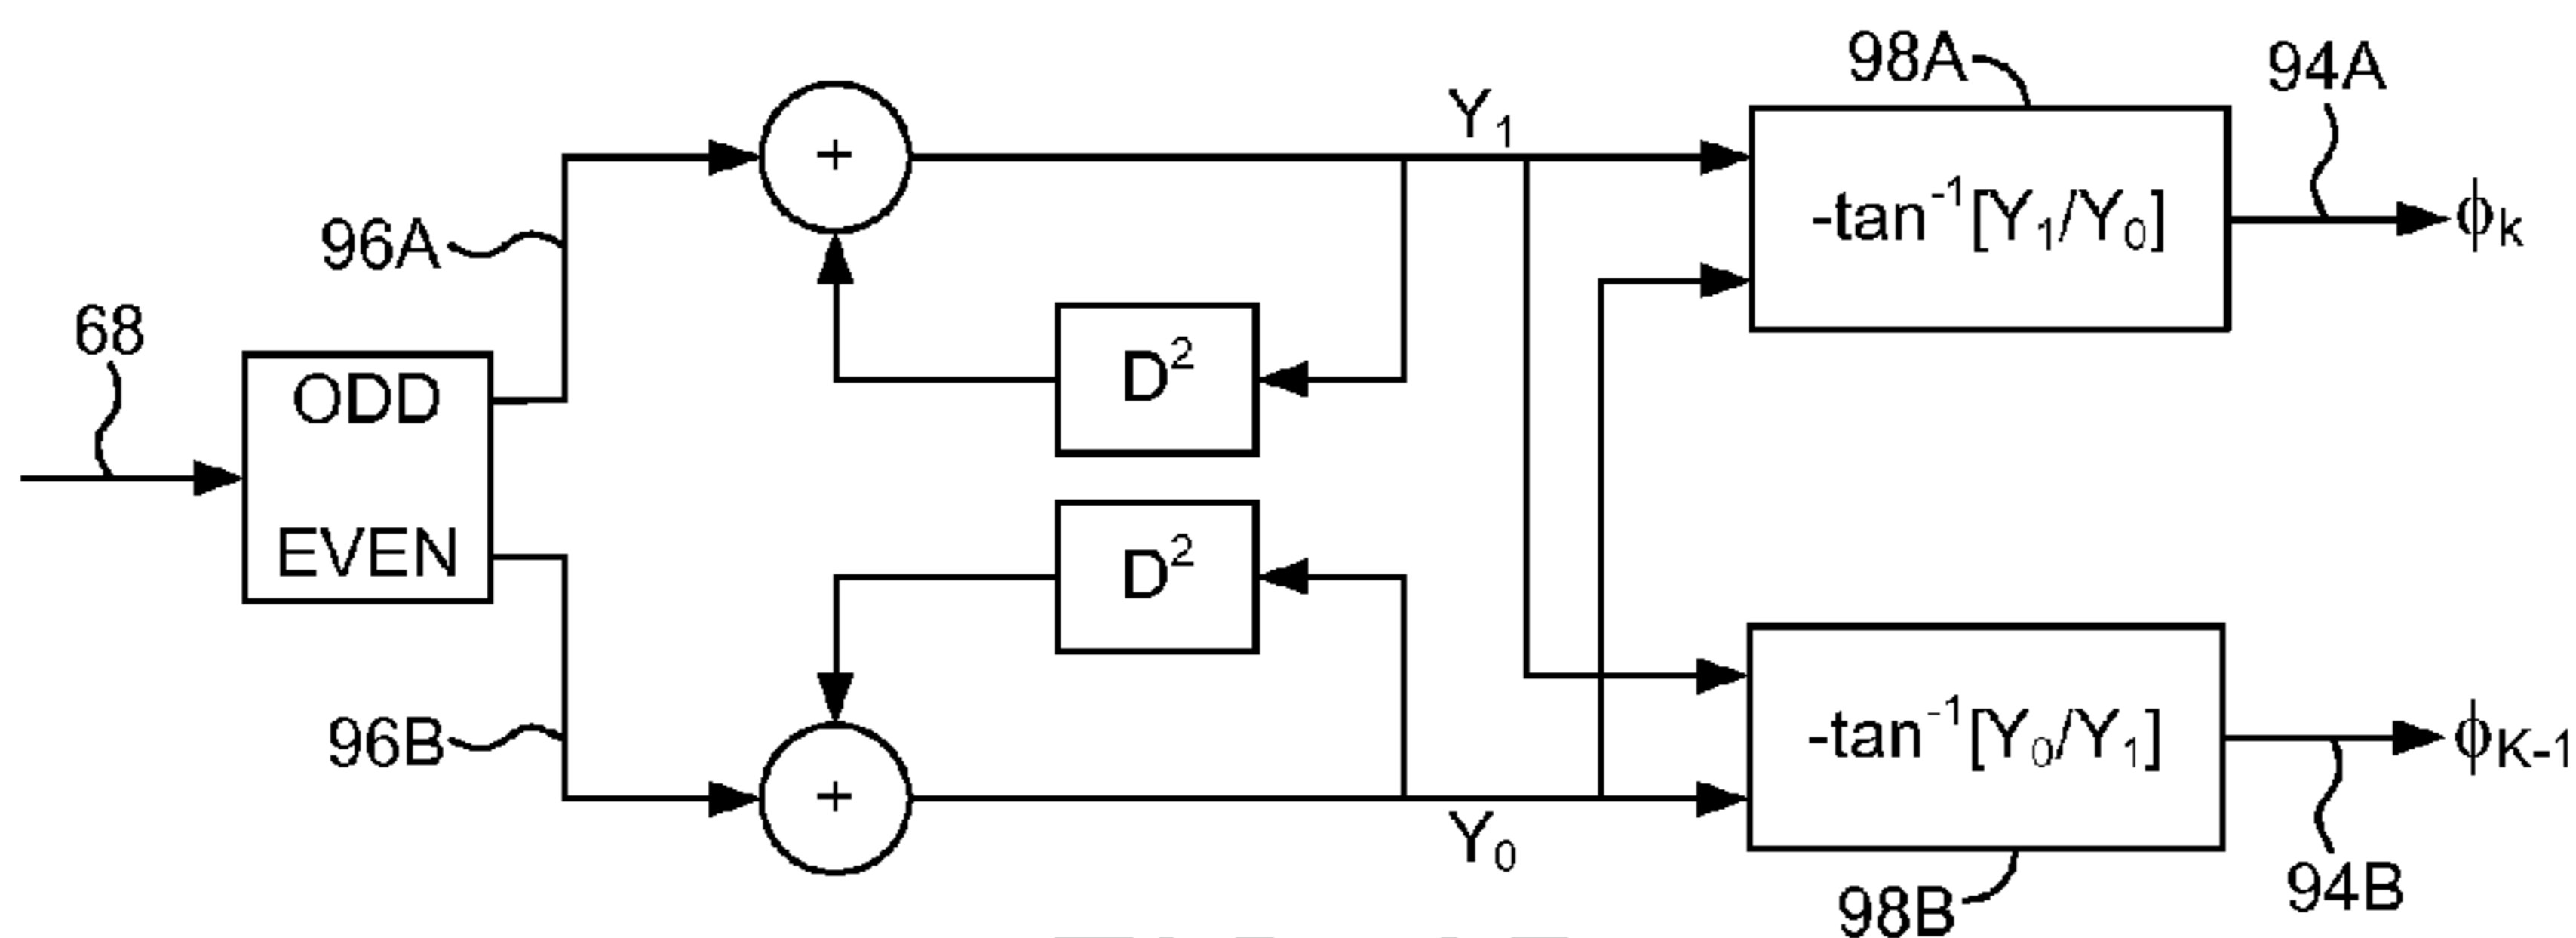 98A
94A
Y₁
+
-tan⁻¹[Y₁/Y₀]
ϕₖ
96A
68
ODD
D²
EVEN
D²
96B
+
Y₀
-tan⁻¹[Y₀/Y₁]
ϕK-1
98B
94B